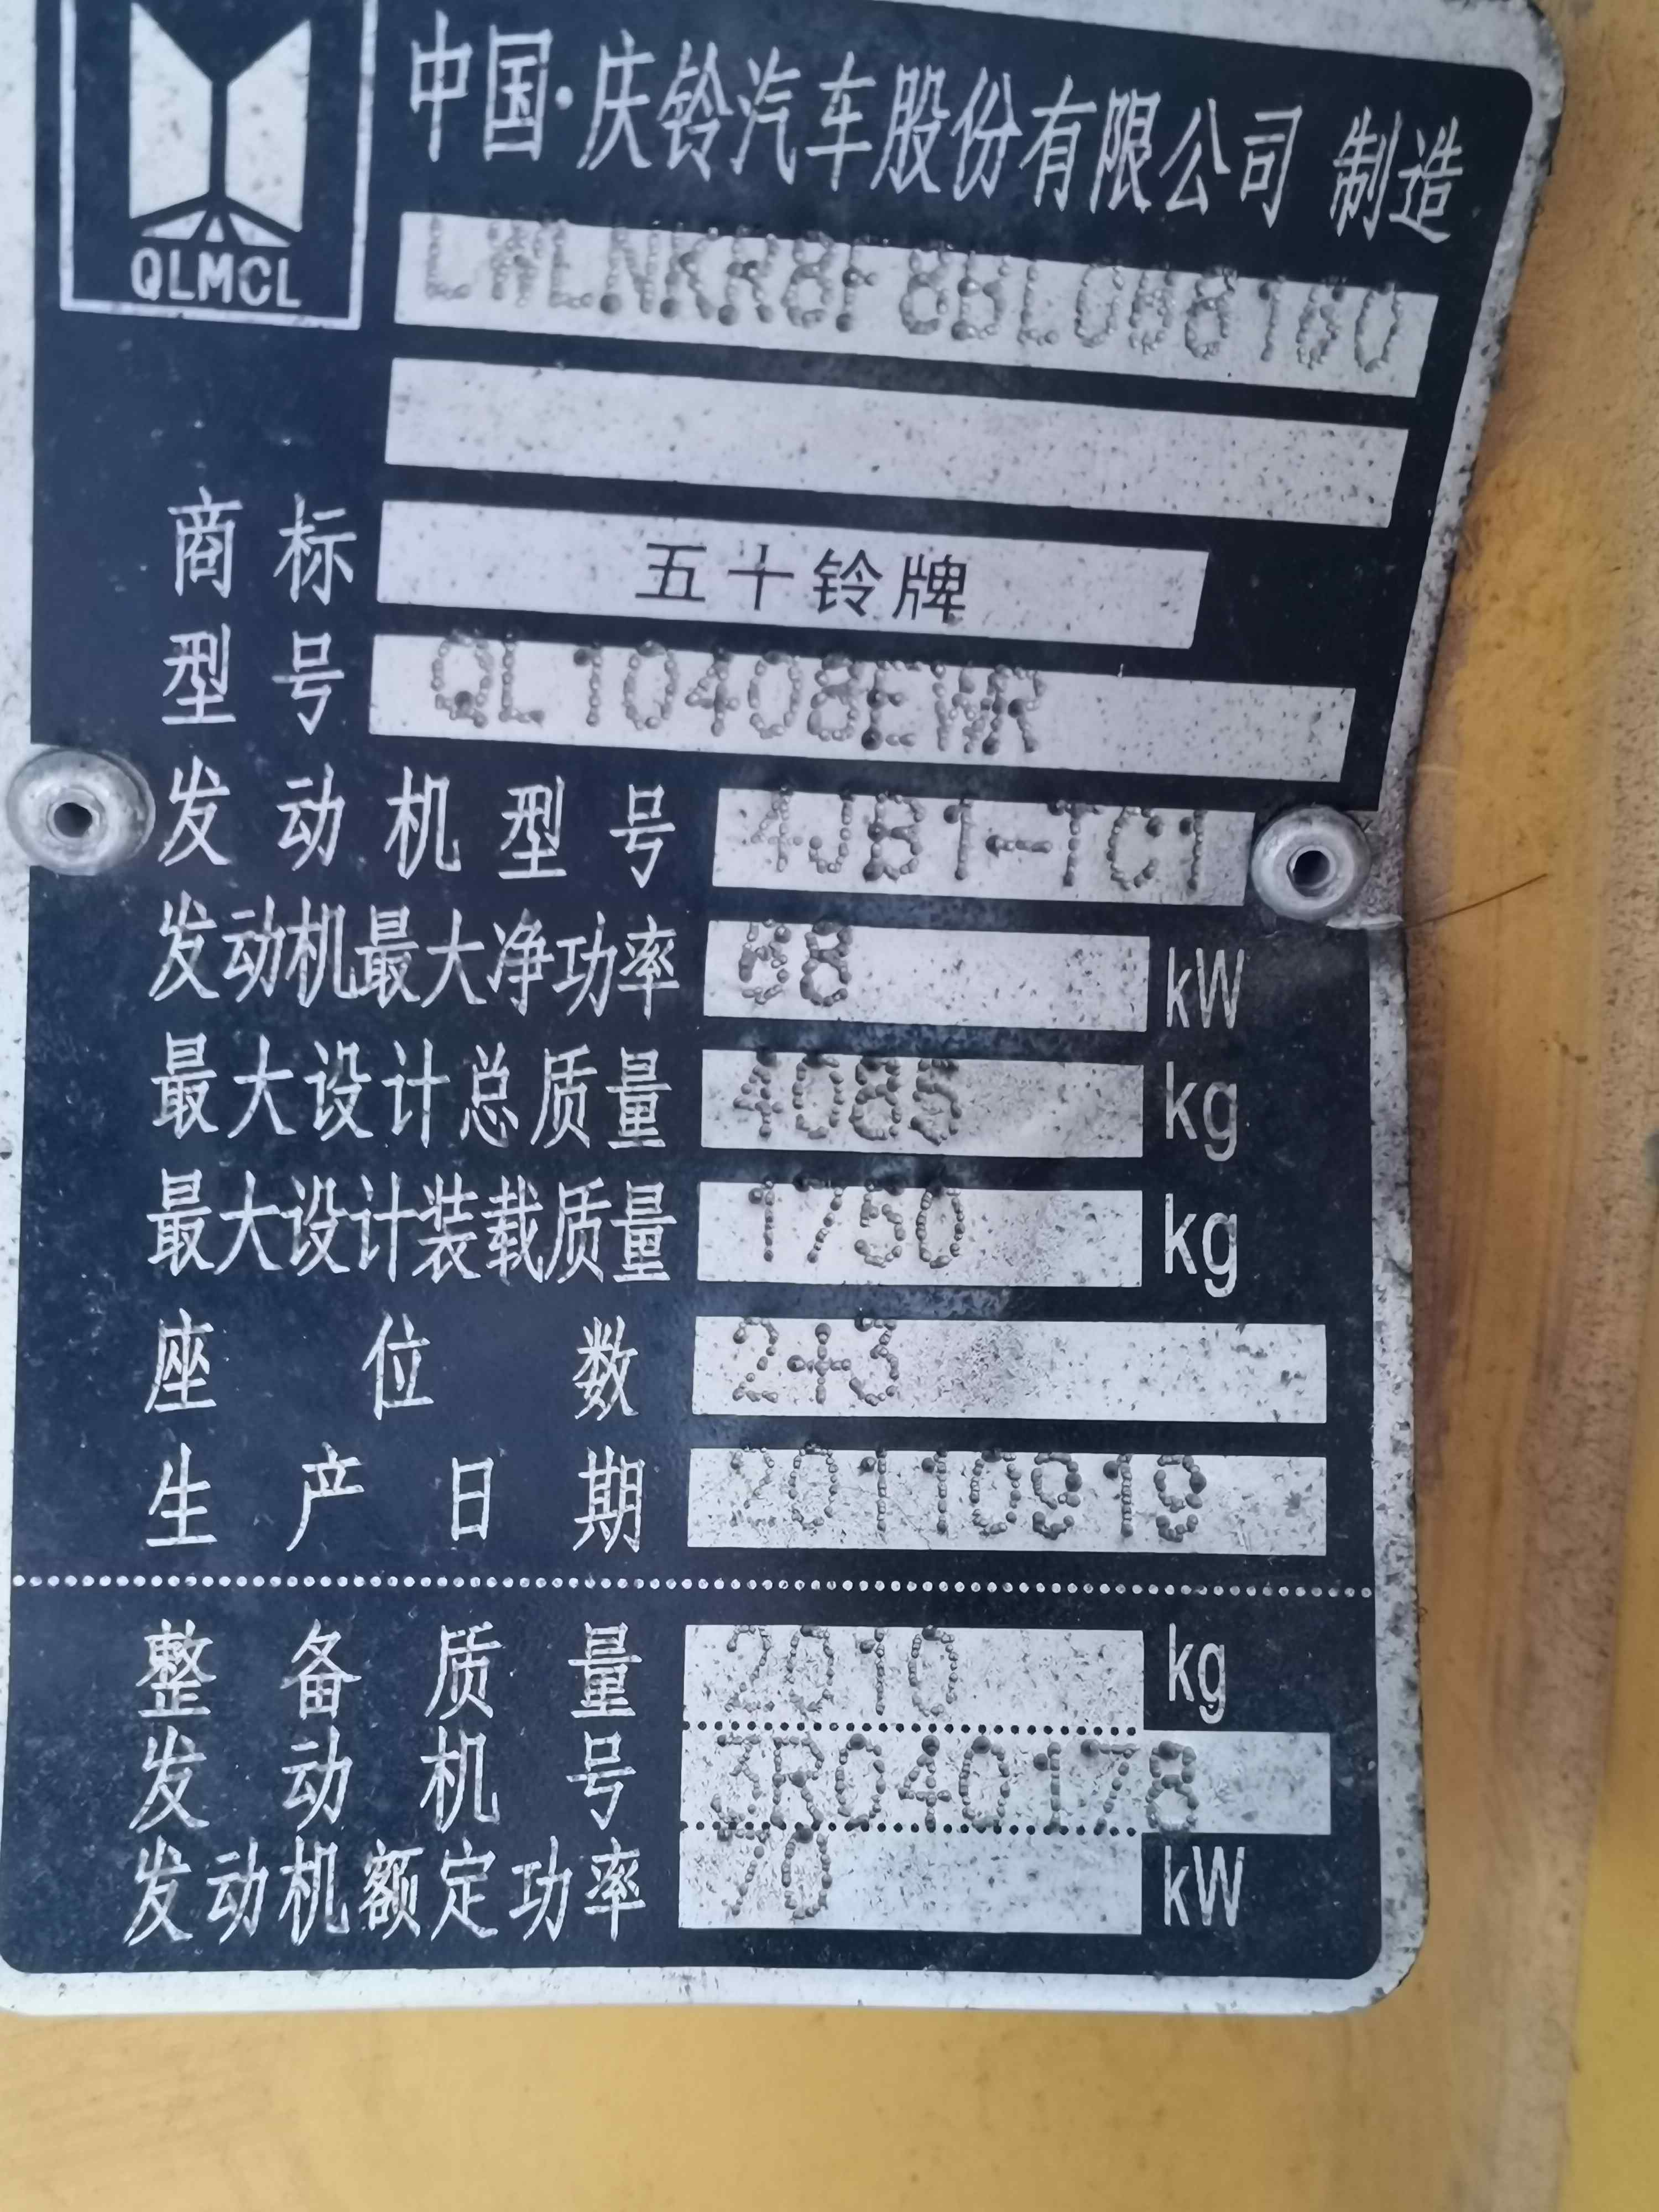 中国·庆铃汽车股份有限公司 制造
QLMCL
商标 五十铃牌
型号 QL10408EWR
发动机型号 4JB1-TC1
发动机最大净功率 68 kW
最大设计总质量 4085 kg
最大设计装载质量 1750 kg
座位数 2+3
生产日期 20110919
整备质量 2010 kg
发动机号 3R040178
发动机额定功率 70 kW